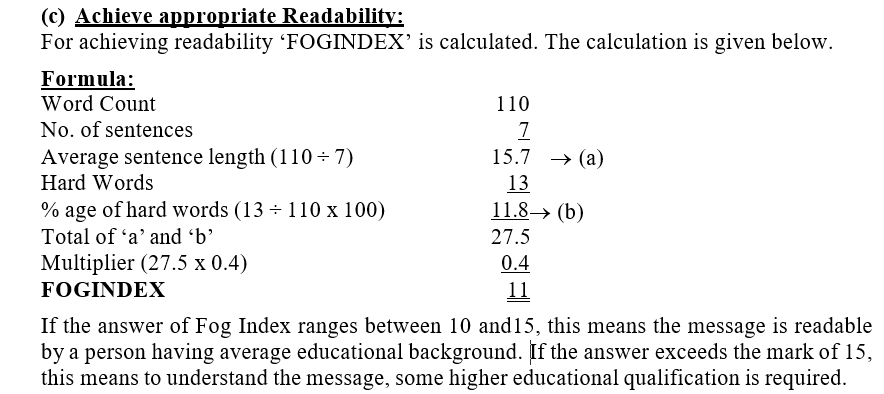 (c) Achieve appropriate Readability:
For achieving readability ‘FOGINDEX’ is calculated. The calculation is given below.
Formula:
Word Count 110
No. of sentences 7
Average sentence length (110 ÷ 7) 15.7 → (a)
Hard Words 13
% age of hard words (13 ÷ 110 x 100) 11.8→ (b)
Total of ‘a’ and ‘b’ 27.5
Multiplier (27.5 x 0.4) 0.4
FOGINDEX 11
If the answer of Fog Index ranges between 10 and15, this means the message is readable
by a person having average educational background. If the answer exceeds the mark of 15,
this means to understand the message, some higher educational qualification is required.